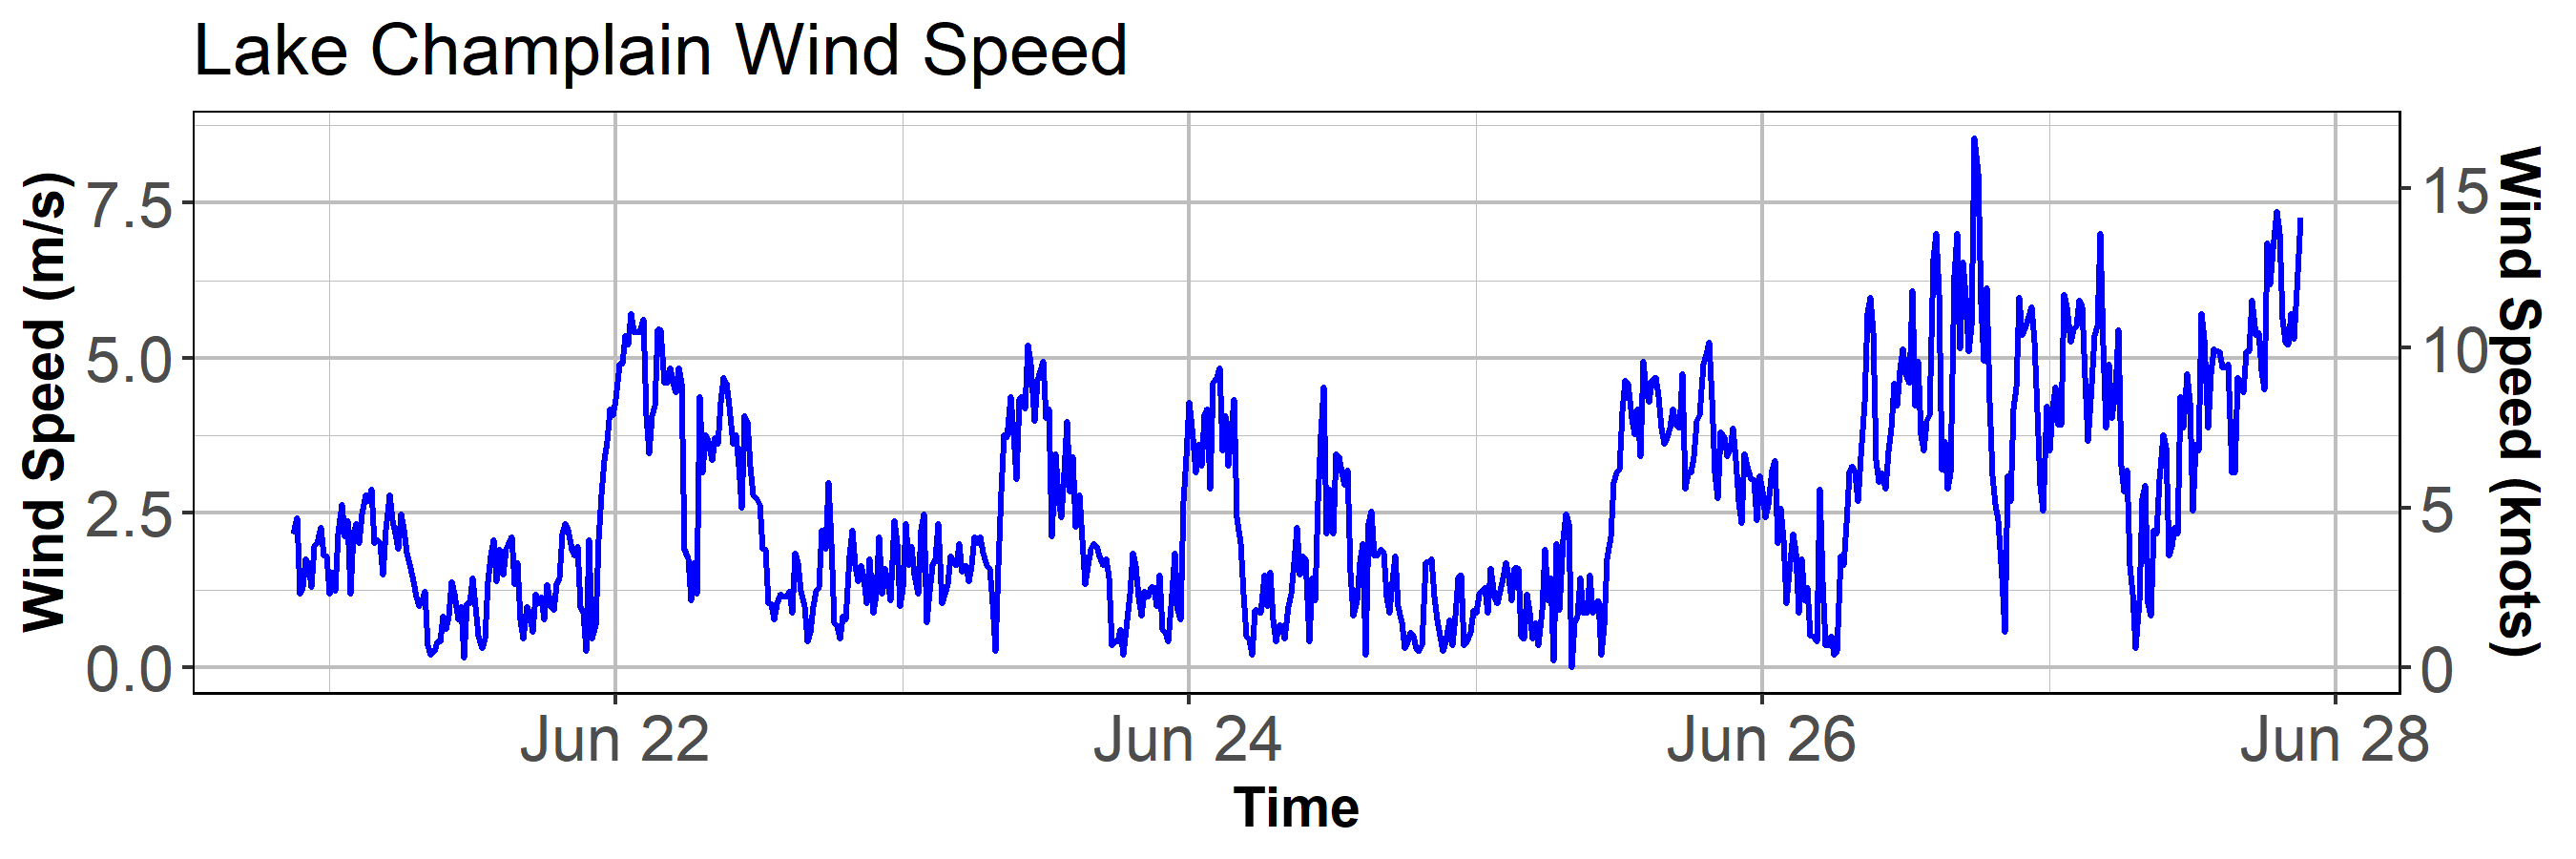 Lake Champlain Wind Speed
Wind Speed (m/s)
7.5
5.0
2.5
0.0
15
10
5
0
Wind Speed (knots)
Jun 22
Jun 24
Jun 26
Jun 28
Time